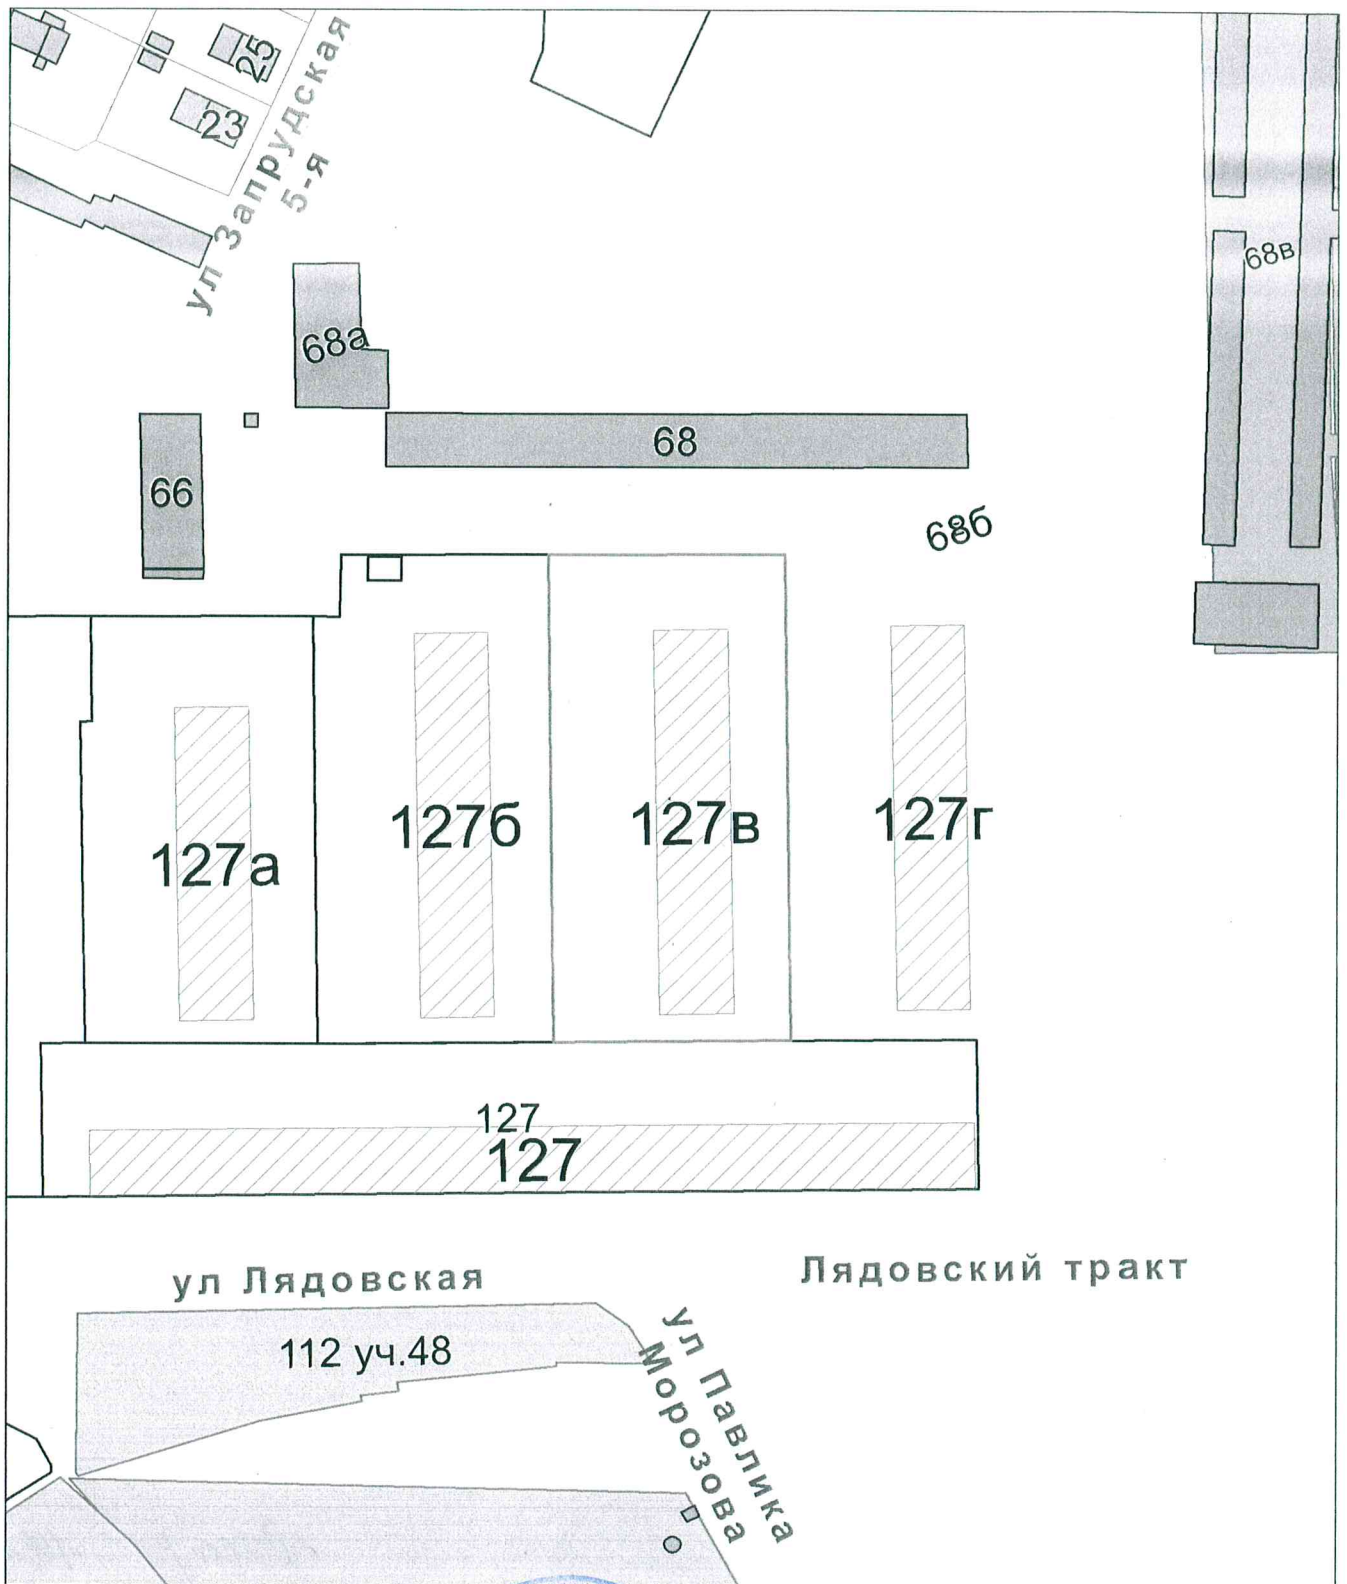 25
23
ул Запрудская
5-я
68в
68а
68
66
68б
127а
127б
127в
127г
127
127
ул Лядовская
Лядовский тракт
112 уч.48
ул Павлика
Морозова